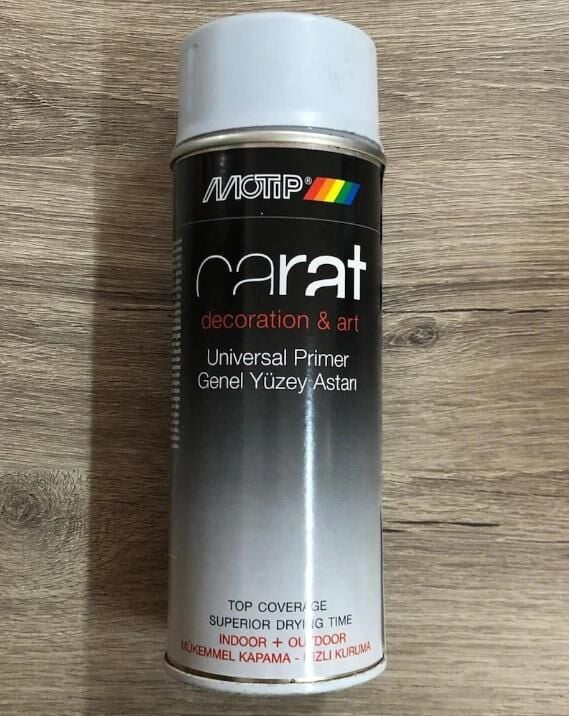 MOTIP®
carat
decoration & art
Universal Primer
Genel Yüzey Astarı
TOP COVERAGE
SUPERIOR DRYING TIME
INDOOR + OUTDOOR
MÜKEMMEL KAPAMA - HIZLI KURUMA